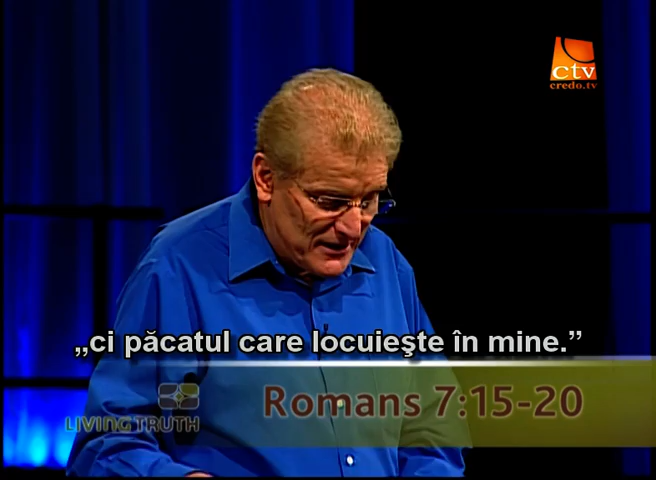 ctv
credo.tv
„ci păcatul care locuieşte în mine.”
LIVING TRUTH
Romans 7:15-20